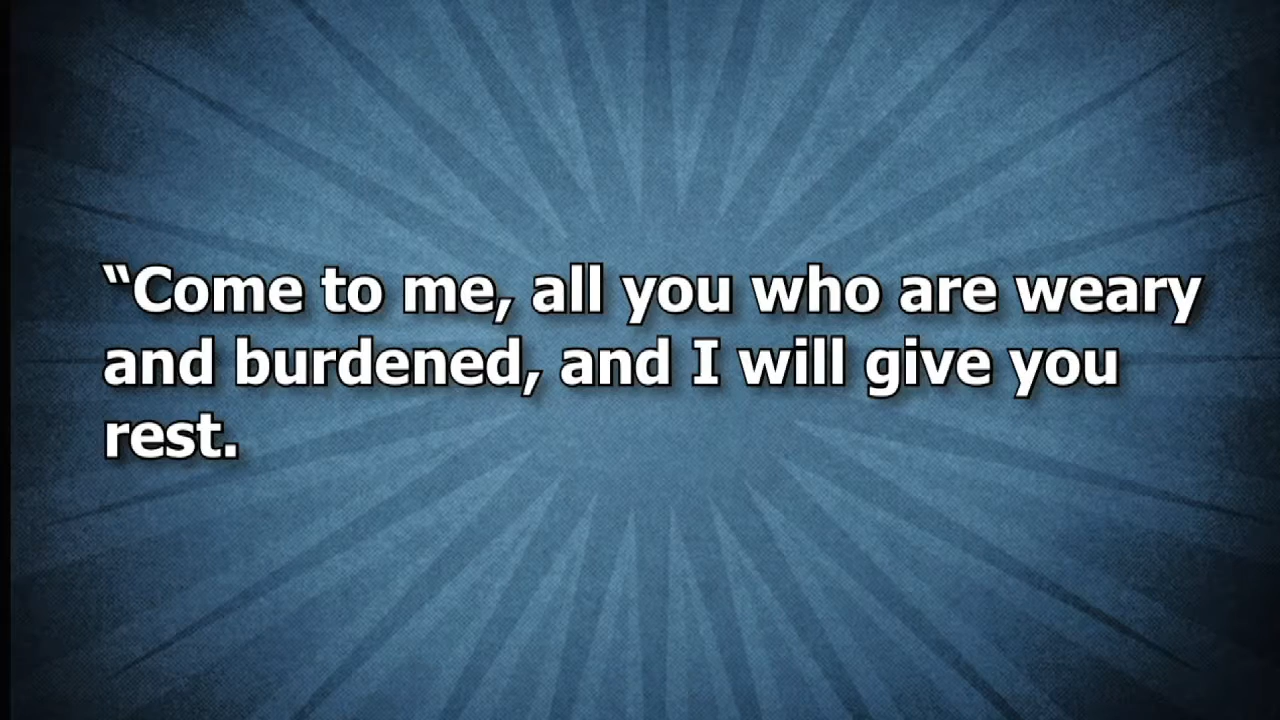 “Come to me, all you who are weary
and burdened, and I will give you
rest.